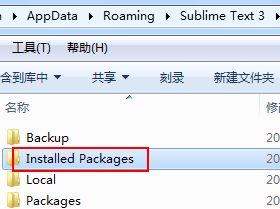 AppData ▸ Roaming ▸ Sublime Text 3
工具(T) 帮助(H)
含到库中 共享 刻录 新建文件夹
名称
Backup 20
Installed Packages 20
Local 20
Packages 20